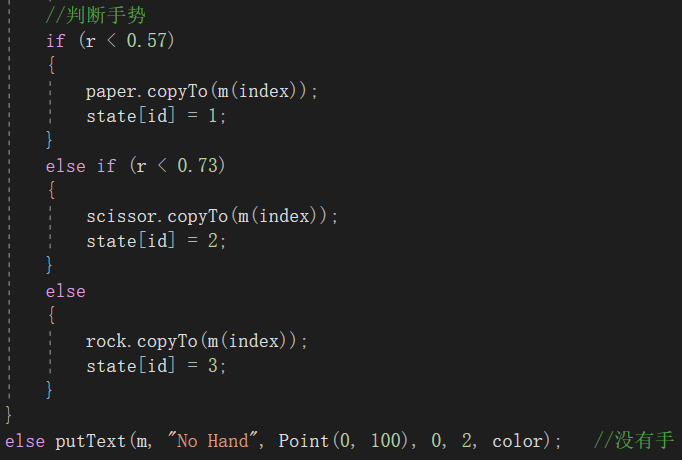 //判断手势
if (r < 0.57)
{
paper.copyTo(m(index));
state[id] = 1;
}
else if (r < 0.73)
{
scissor.copyTo(m(index));
state[id] = 2;
}
else
{
rock.copyTo(m(index));
state[id] = 3;
}
}
else putText(m, "No Hand", Point(0, 100), 0, 2, color);   //没有手